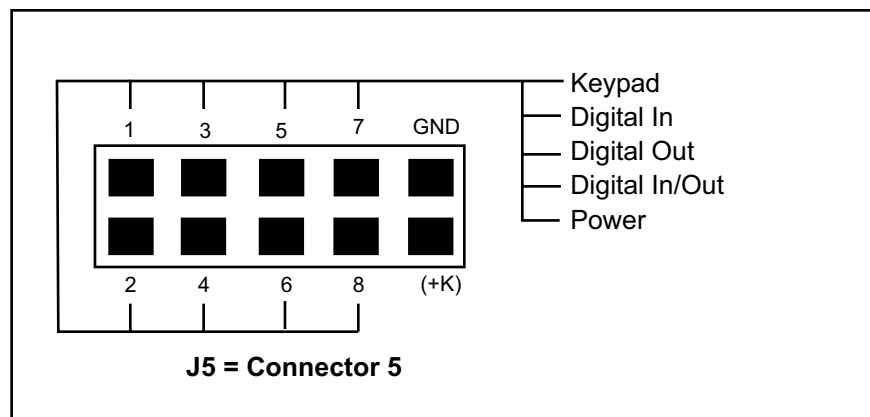 Keypad
1 3 5 7 GND
Digital In
Digital Out
Digital In/Out
Power
2 4 6 8 (+K)
J5 = Connector 5